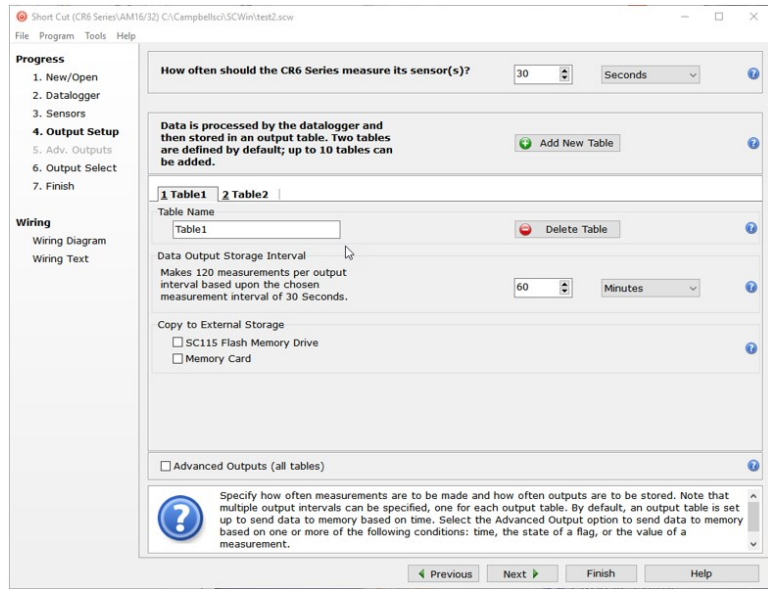 Short Cut (CR6 Series\AM16/32) C:\Campbellsci\SCWin\test2.scw
File Program Tools Help
Progress
1. New/Open
2. Datalogger
3. Sensors
4. Output Setup
5. Adv. Outputs
6. Output Select
7. Finish
Wiring
Wiring Diagram
Wiring Text
How often should the CR6 Series measure its sensor(s)?
30
Seconds
Data is processed by the datalogger and
then stored in an output table. Two tables
are defined by default; up to 10 tables can
be added.
Add New Table
1 Table1 2 Table2
Table Name
Table1
Delete Table
Data Output Storage Interval
Makes 120 measurements per output
interval based upon the chosen
measurement interval of 30 Seconds.
60
Minutes
Copy to External Storage
SC115 Flash Memory Drive
Memory Card
Advanced Outputs (all tables)
Specify how often measurements are to be made and how often outputs are to be stored. Note that
multiple output intervals can be specified, one for each output table. By default, an output table is set
up to send data to memory based on time. Select the Advanced Output option to send data to memory
based on one or more of the following conditions: time, the state of a flag, or the value of a
measurement.
Previous Next Finish Help